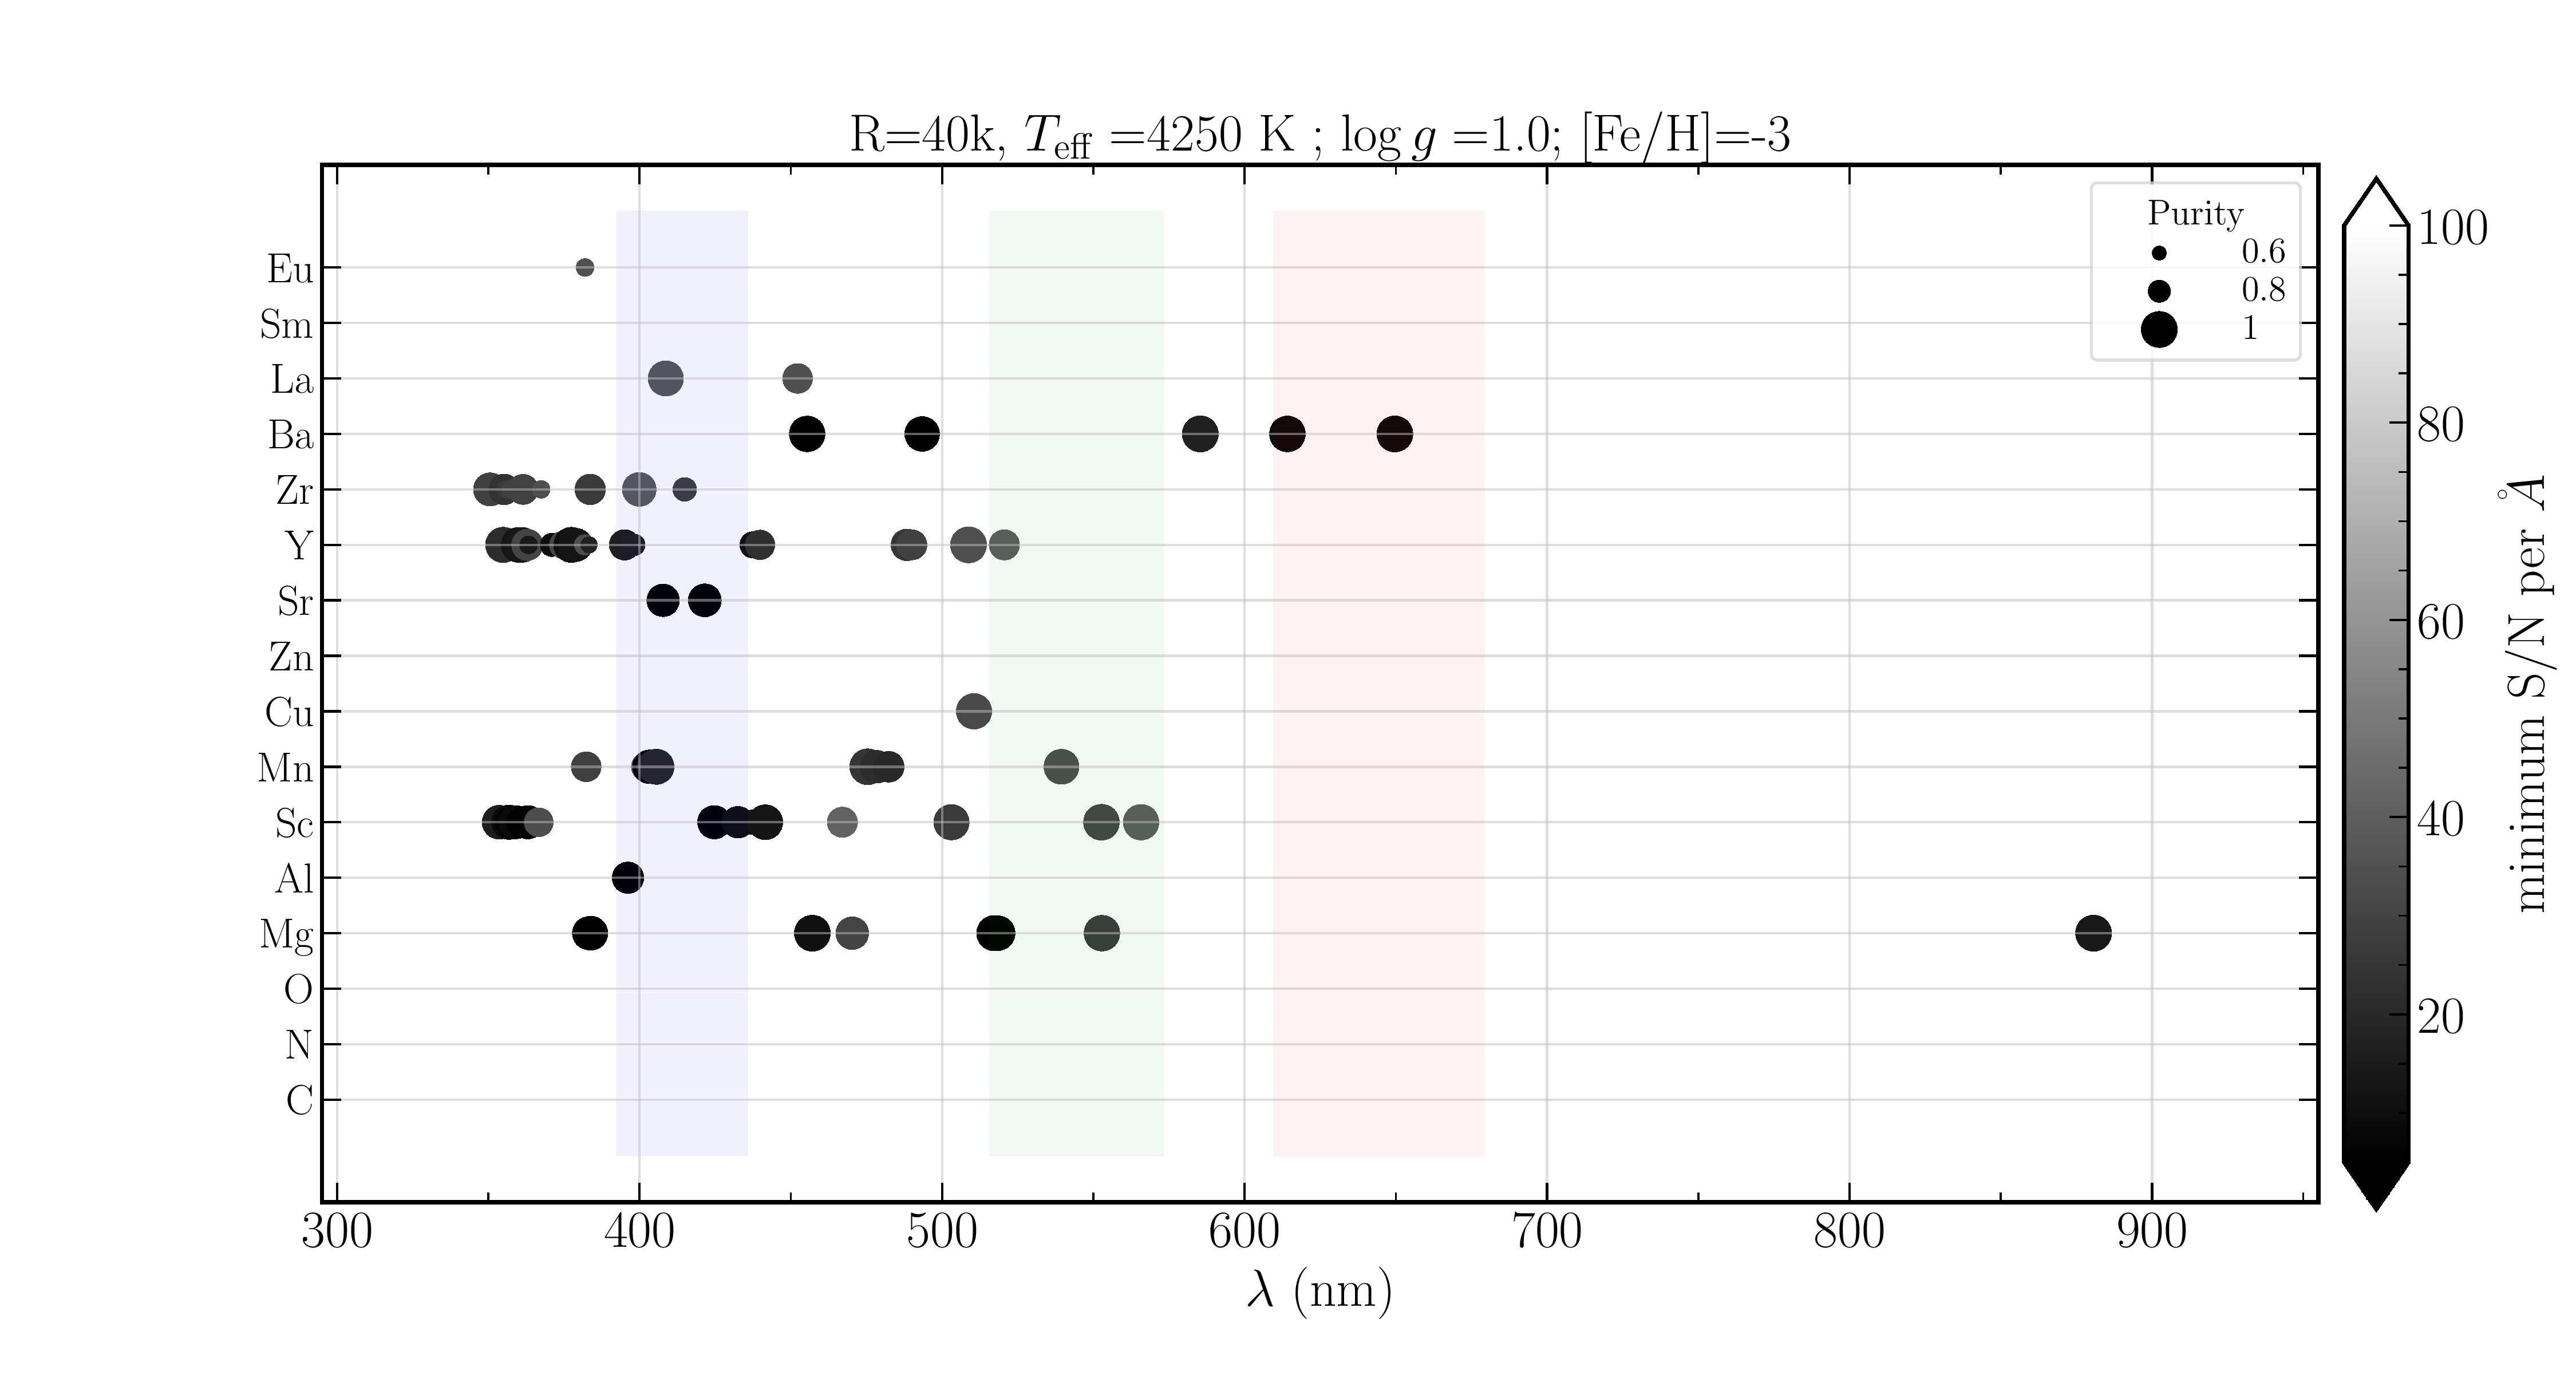 R=40k, T_eff =4250 K ; log g =1.0; [Fe/H]=-3
Purity
0.6
0.8
1
Eu
Sm
La
Ba
Zr
Y
Sr
Zn
Cu
Mn
Sc
Al
Mg
O
N
C
300 400 500 600 700 800 900
λ (nm)
100
80
60
40
20
minimum S/N per Å